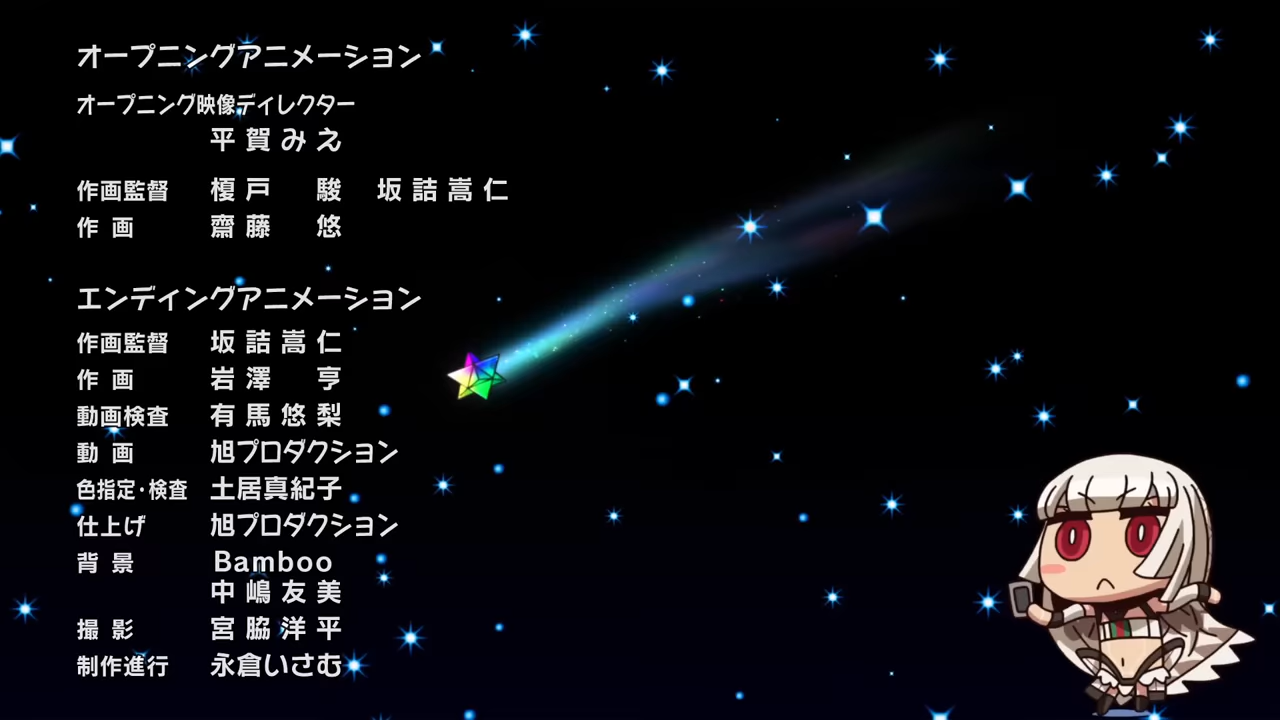 オープニングアニメーション
オープニング映像ディレクター
平賀みえ
作画監督 榎戸 駿 坂詰嵩仁
作画 齋藤 悠
エンディングアニメーション
作画監督 坂詰嵩仁
作画 岩澤 亨
動画検査 有馬悠梨
動画 旭プロダクション
色指定・検査 土居真紀子
仕上げ 旭プロダクション
背景 Bamboo
中嶋友美
撮影 宮脇洋平
制作進行 永倉いさむ